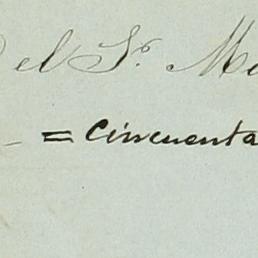 el Sr.
= Cincuenta